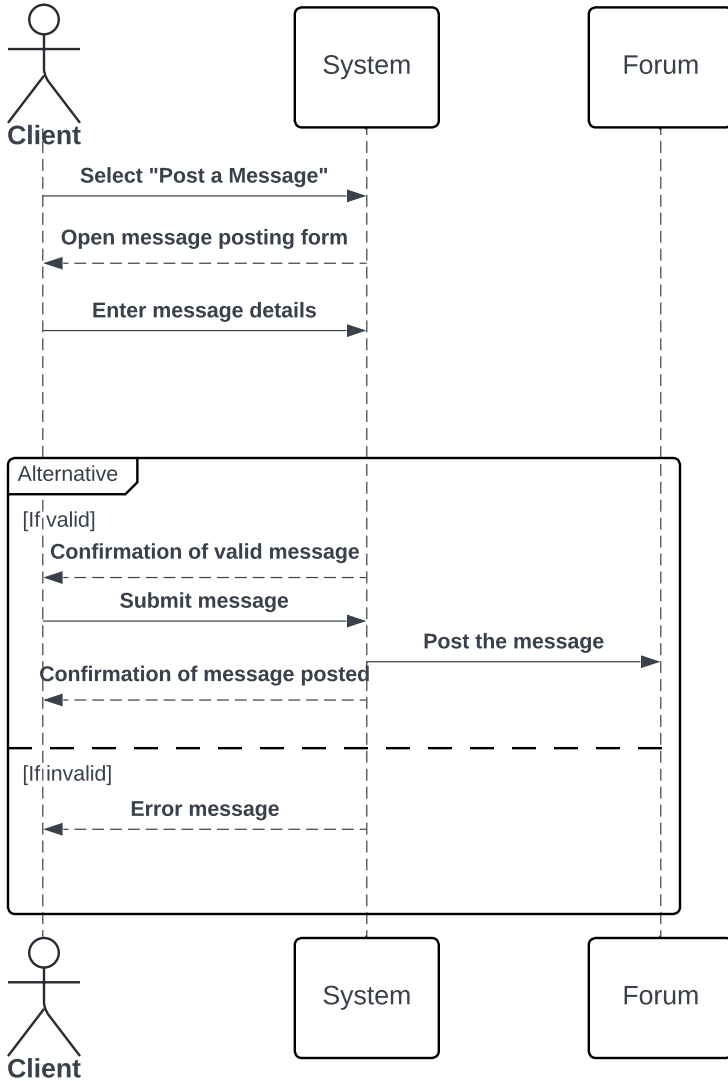 System
Forum
Client
Select "Post a Message"
Open message posting form
Enter message details
Alternative
[If valid]
Confirmation of valid message
Submit message
Post the message
Confirmation of message posted
[If invalid]
Error message
System
Forum
Client